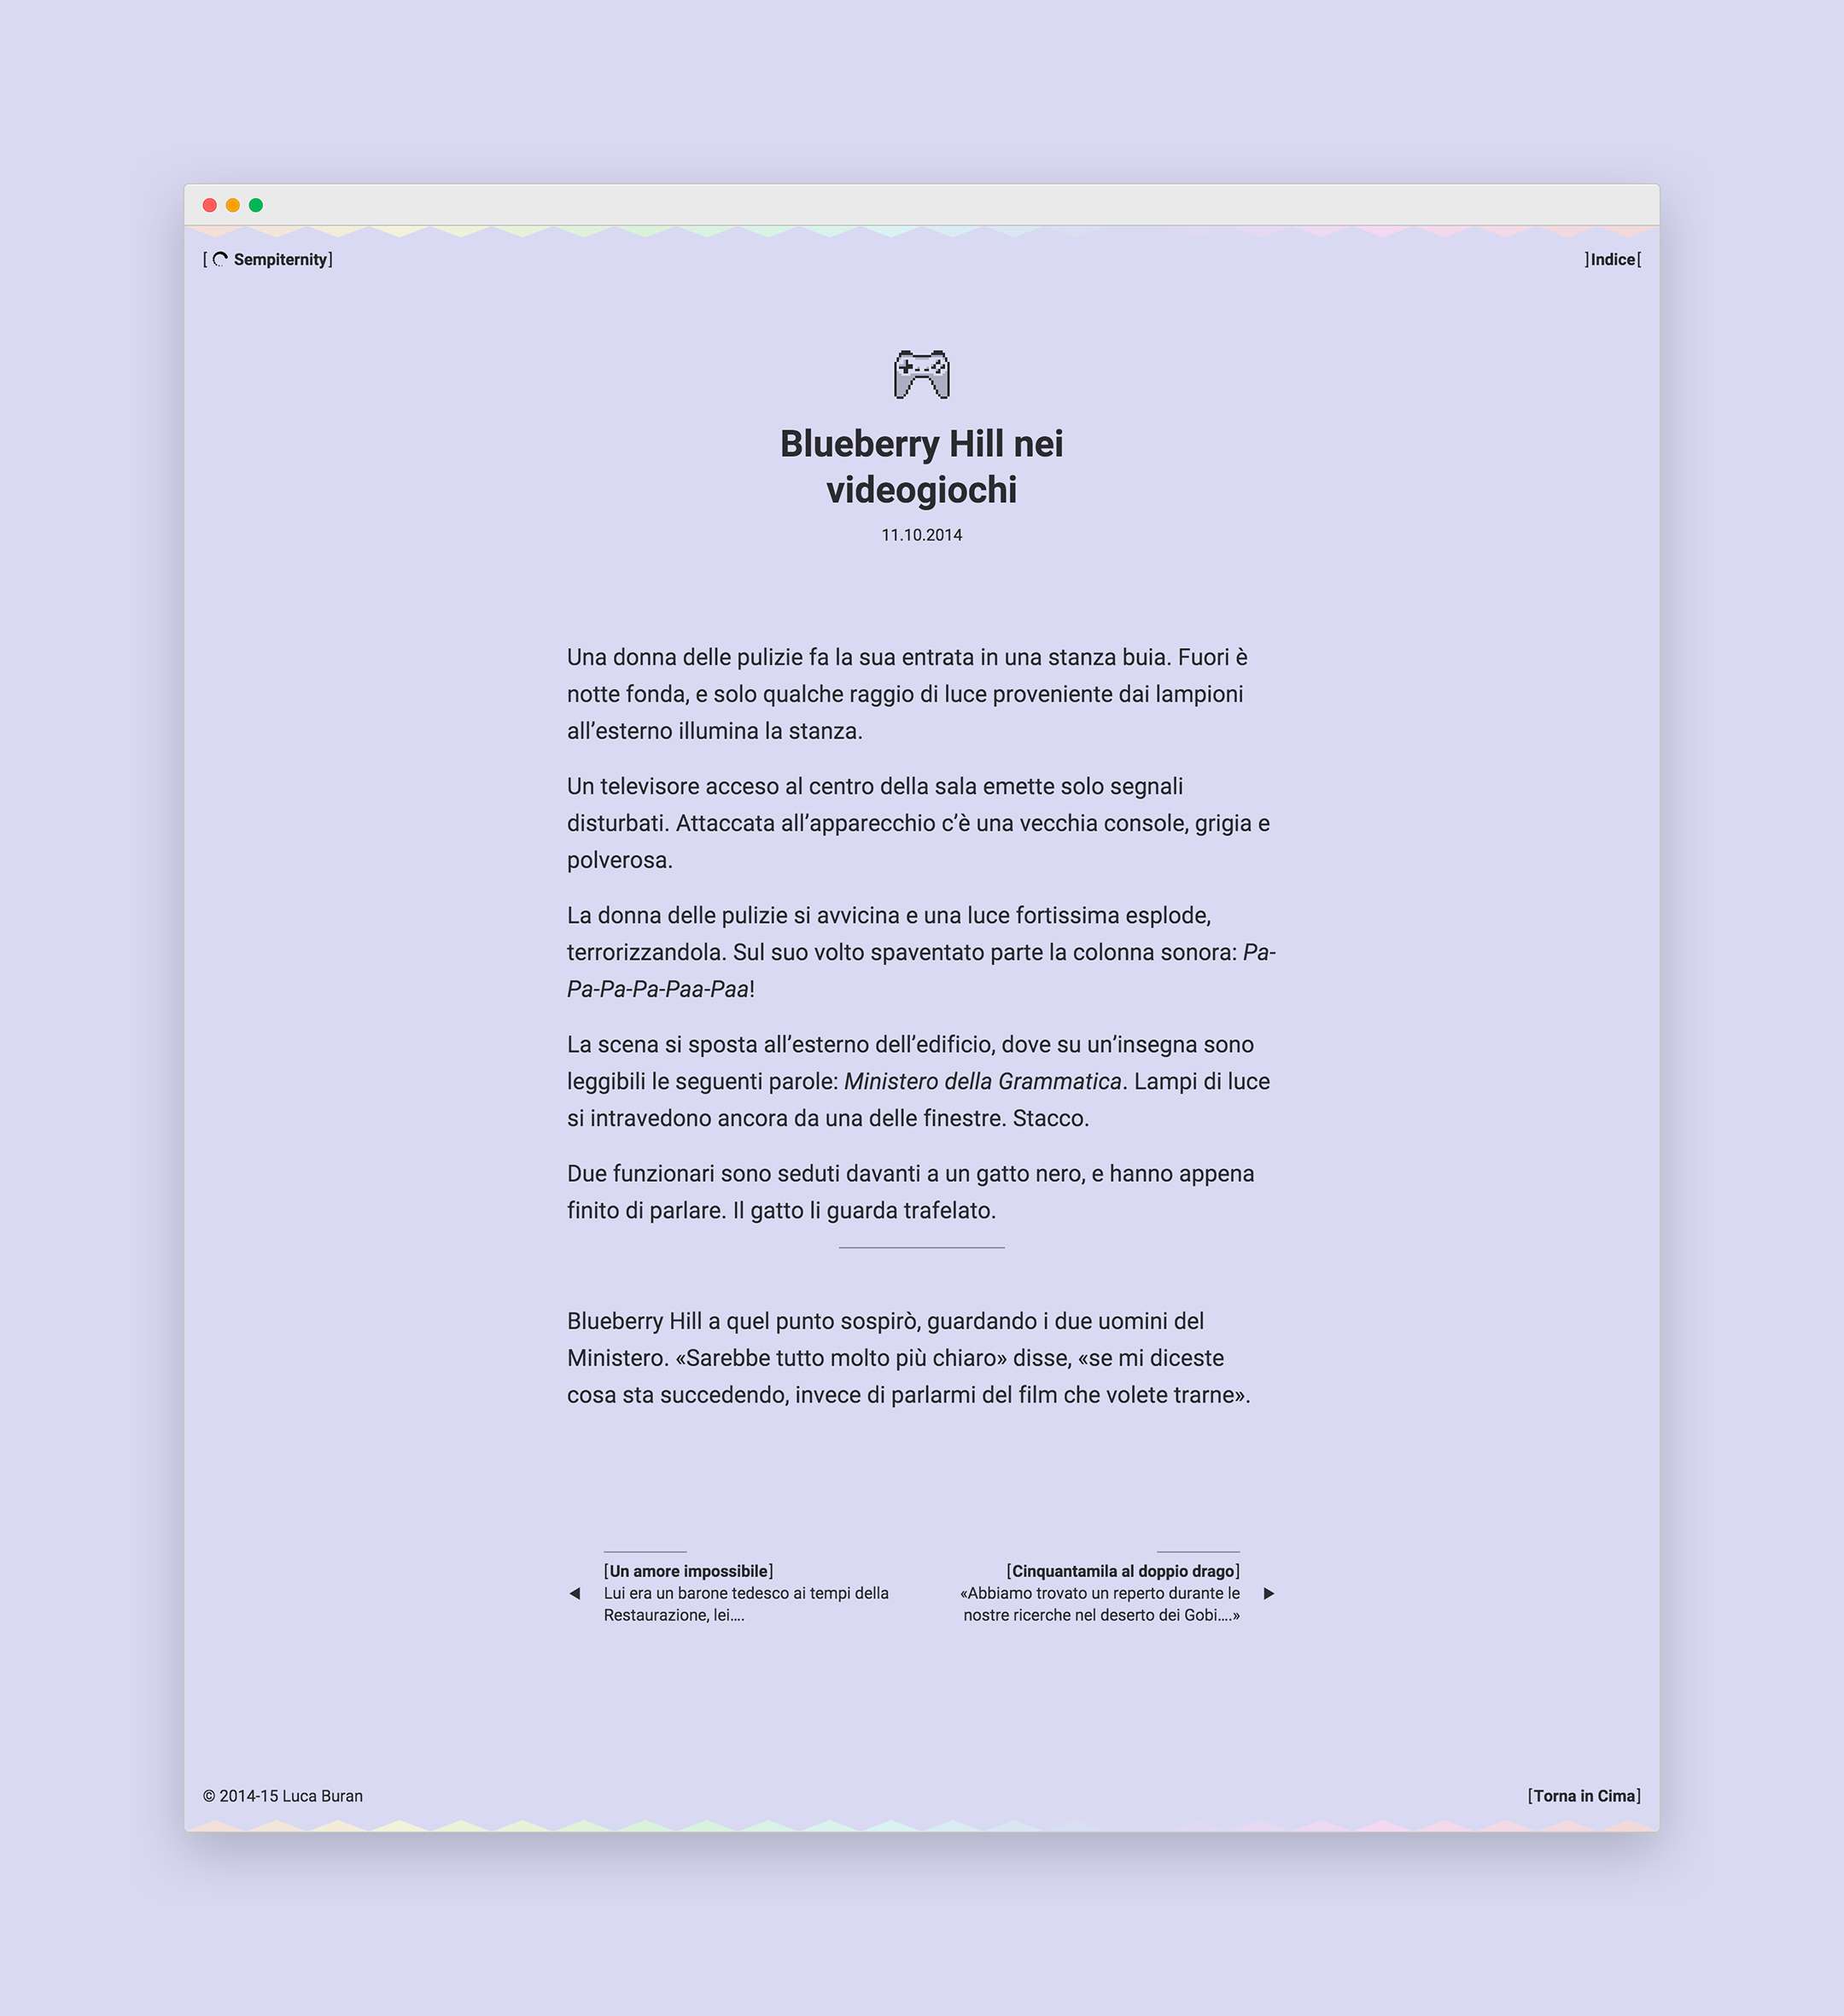 [ Sempiternity]
]Indice[
Blueberry Hill nei
videogiochi
11.10.2014
Una donna delle pulizie fa la sua entrata in una stanza buia. Fuori è
notte fonda, e solo qualche raggio di luce proveniente dai lampioni
all’esterno illumina la stanza.
Un televisore acceso al centro della sala emette solo segnali
disturbati. Attaccata all’apparecchio c’è una vecchia console, grigia e
polverosa.
La donna delle pulizie si avvicina e una luce fortissima esplode,
terrorizzandola. Sul suo volto spaventato parte la colonna sonora: Pa-
Pa-Pa-Pa-Paa-Paa!
La scena si sposta all’esterno dell’edificio, dove su un’insegna sono
leggibili le seguenti parole: Ministero della Grammatica. Lampi di luce
si intravedono ancora da una delle finestre. Stacco.
Due funzionari sono seduti davanti a un gatto nero, e hanno appena
finito di parlare. Il gatto li guarda trafelato.
Blueberry Hill a quel punto sospirò, guardando i due uomini del
Ministero. «Sarebbe tutto molto più chiaro» disse, «se mi diceste
cosa sta succedendo, invece di parlarmi del film che volete trarne».
[Un amore impossibile]
Lui era un barone tedesco ai tempi della
Restaurazione, lei….
[Cinquantamila al doppio drago]
«Abbiamo trovato un reperto durante le
nostre ricerche nel deserto dei Gobi….»
© 2014-15 Luca Buran
[Torna in Cima]